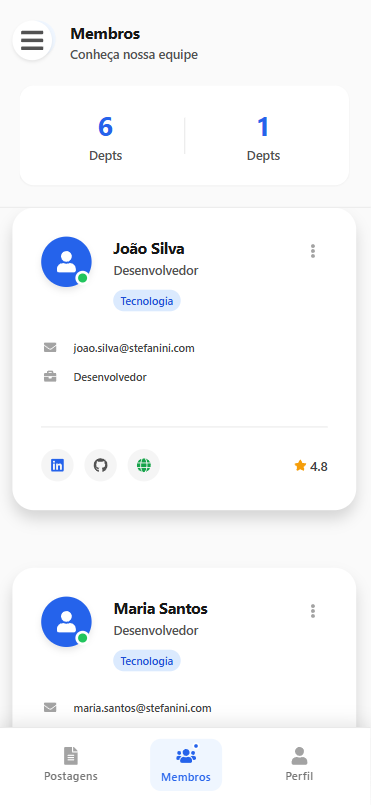 Membros
Conheça nossa equipe
6 1
Depts Depts
João Silva
Desenvolvedor
Tecnologia
joao.silva@stefanini.com
Desenvolvedor
4.8
Maria Santos
Desenvolvedor
Tecnologia
maria.santos@stefanini.com
Postagens Membros Perfil